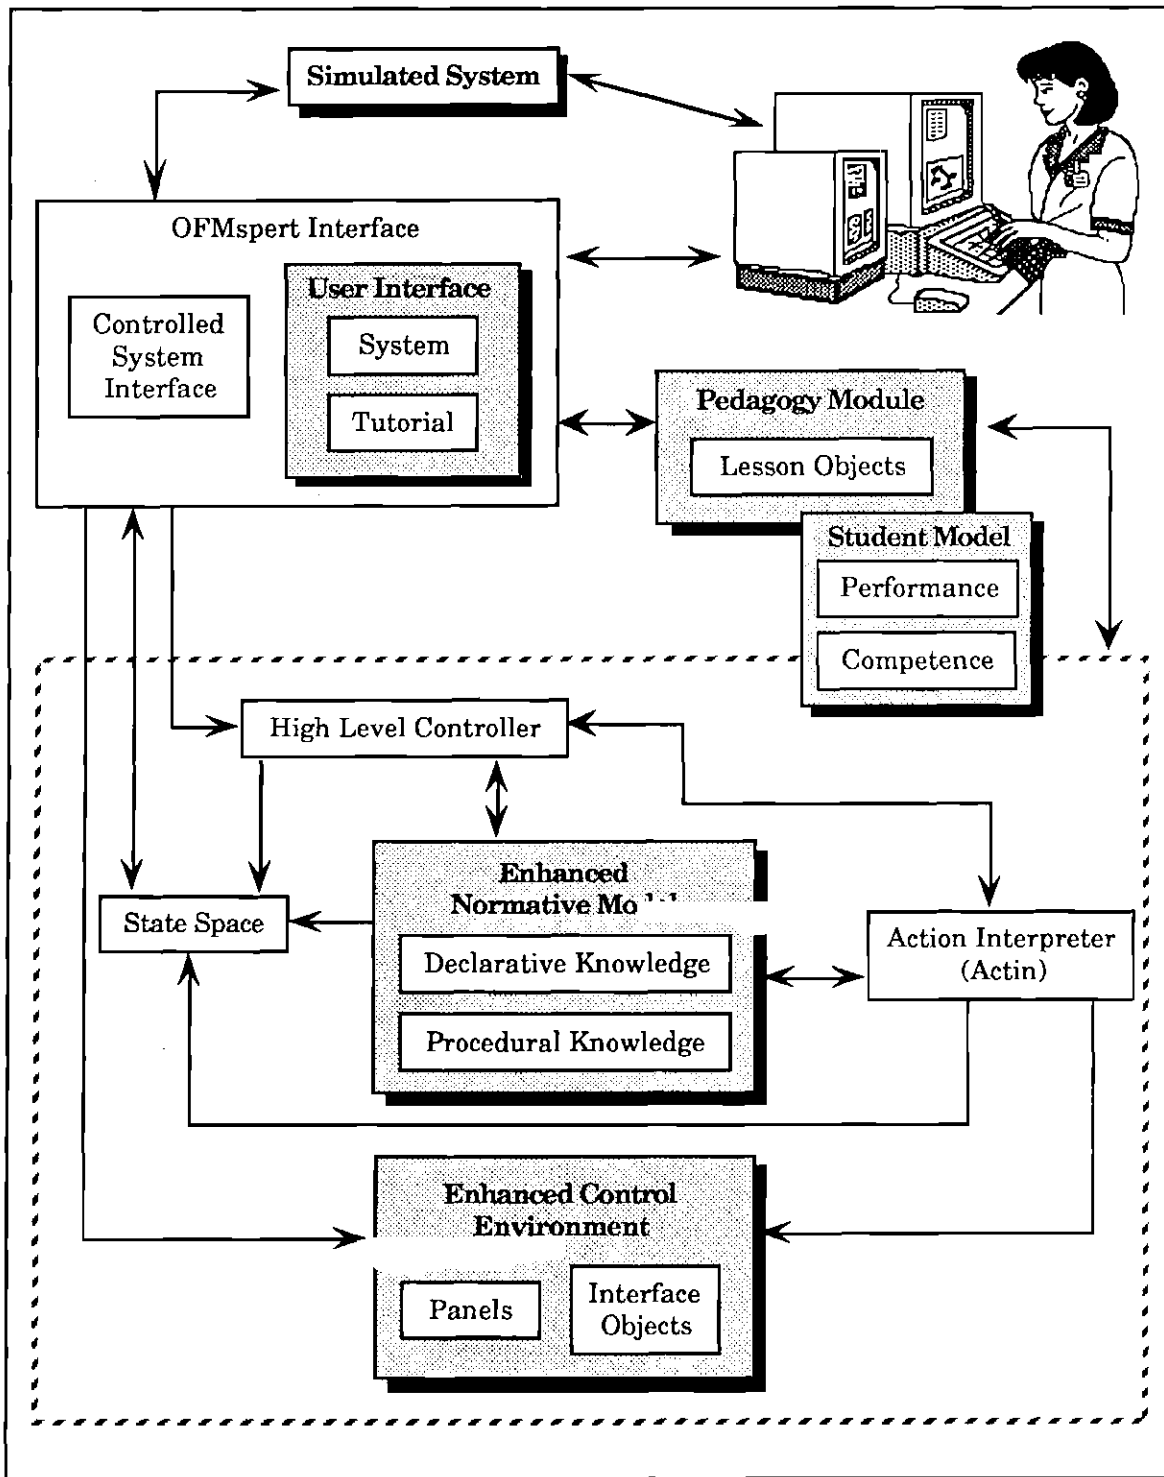 Simulated System
OFMspert Interface
User Interface
Controlled
System
Interface
System
Tutorial
Pedagogy Module
Lesson Objects
Student Model
Performance
Competence
High Level Controller
Enhanced
Normative
State Space
Declarative Knowledge
Procedural Knowledge
Action Interpreter
(Actin)
Enhanced Control
Environment
Panels
Interface
Objects